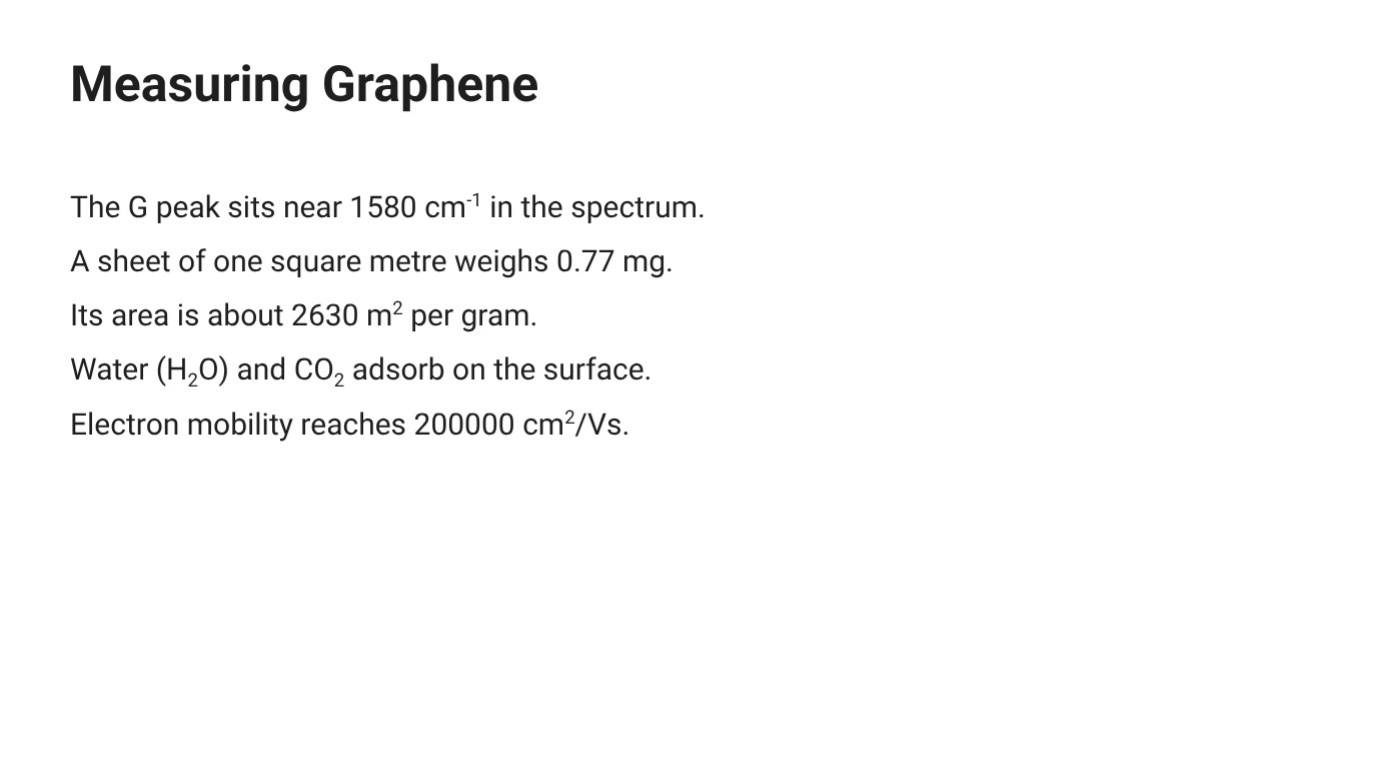 Measuring Graphene
The G peak sits near 1580 cm⁻¹ in the spectrum.
A sheet of one square metre weighs 0.77 mg.
Its area is about 2630 m² per gram.
Water (H₂O) and CO₂ adsorb on the surface.
Electron mobility reaches 200000 cm²/Vs.